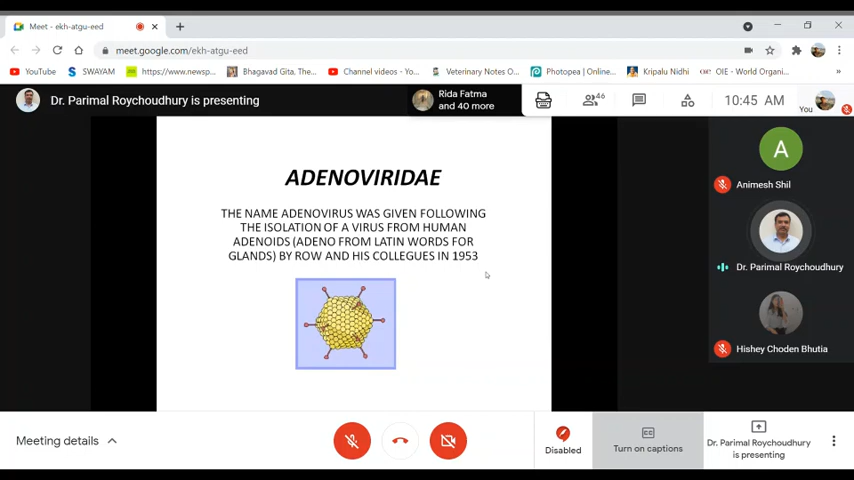 Meet - ekh-atgu-eed
meet.google.com/ekh-atgu-eed
YouTube
SWAYAM
https://www.newsp...
Bhagavad Gita, The...
Channel videos - Yo...
Veterinary Notes O...
Photopea | Online...
Kripalu Nidhi
OIE - World Organi...
Dr. Parimal Roychoudhury is presenting
Rida Fatma
and 40 more
46
10:45 AM
You
ADENOVIRIDAE
THE NAME ADENOVIRUS WAS GIVEN FOLLOWING
THE ISOLATION OF A VIRUS FROM HUMAN
ADENOIDS (ADENO FROM LATIN WORDS FOR
GLANDS) BY ROW AND HIS COLLEGUES IN 1953
A
Animesh Shil
Dr. Parimal Roychoudhury
Hishey Choden Bhutia
Meeting details
Disabled
CC
Turn on captions
Dr. Parimal Roychoudhury
is presenting